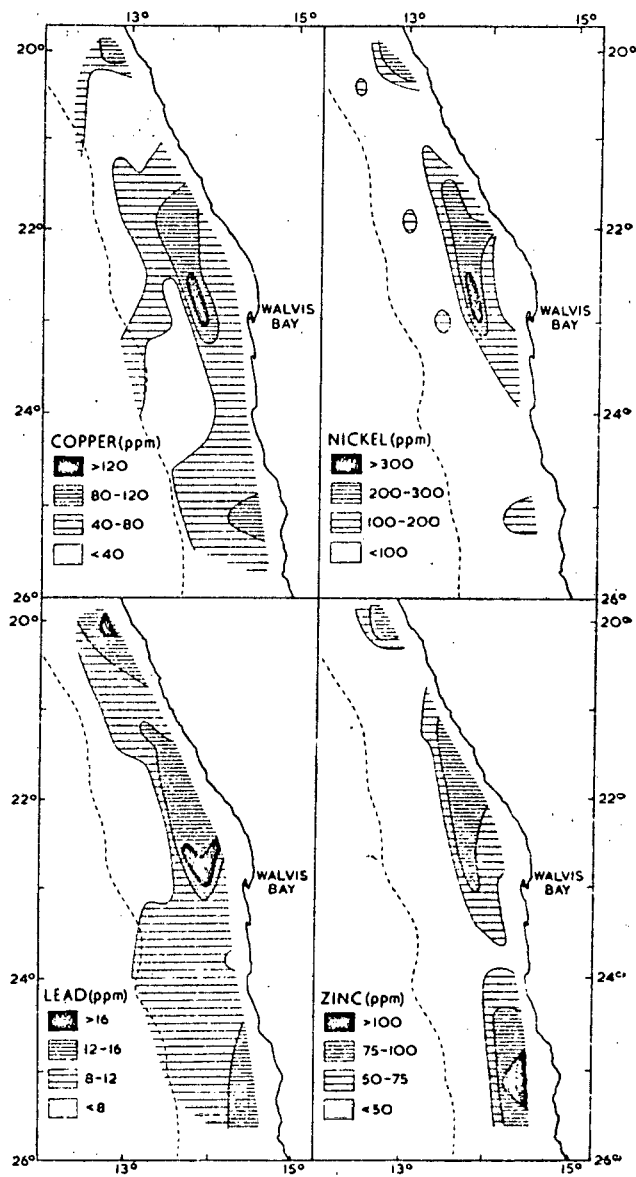 13° 15° 13° 15°
20° 20°
22° 22°
WALVIS
BAY
WALVIS
BAY
24° 24°
COPPER(ppm)
>120
80-120
40-80
<40
NICKEL(ppm)
>300
200-300
100-200
<100
26° 26°
20° 20°
22° 22°
WALVIS
BAY
WALVIS
BAY
24° 24°
LEAD(ppm)
>16
12-16
8-12
<8
ZINC(ppm)
>100
75-100
50-75
<50
26° 26°
13° 15° 13° 15°